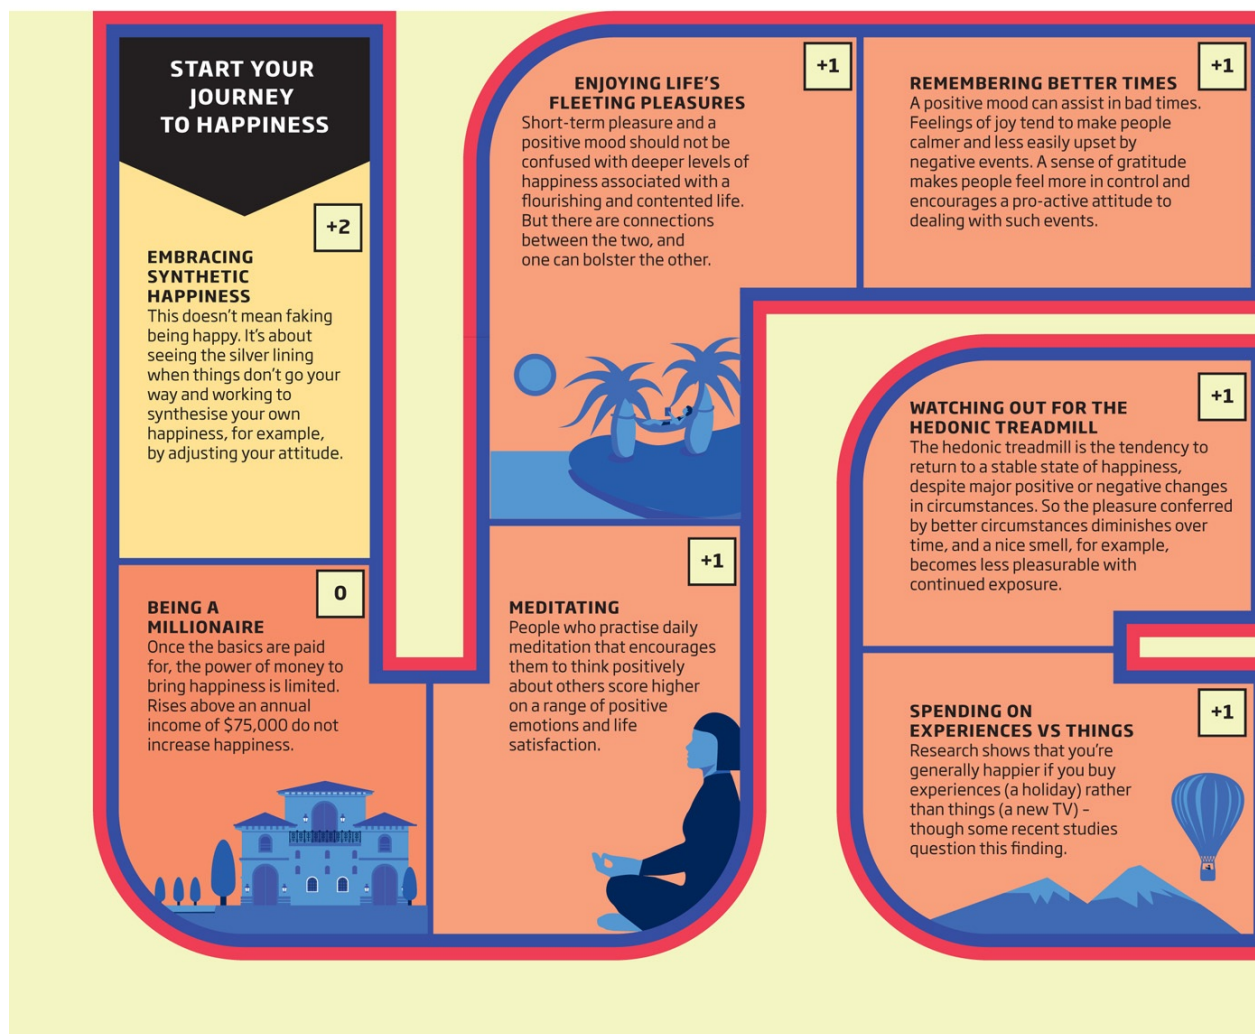 START YOUR
JOURNEY
TO HAPPINESS
+2
EMBRACING
SYNTHETIC
HAPPINESS
This doesn't mean faking
being happy. It's about
seeing the silver lining
when things don't go your
way and working to
synthesise your own
happiness, for example,
by adjusting your attitude.
0
BEING A
MILLIONAIRE
Once the basics are paid
for, the power of money to
bring happiness is limited.
Rises above an annual
income of $75,000 do not
increase happiness.
+1
MEDITATING
People who practise daily
meditation that encourages
them to think positively
about others score higher
on a range of positive
emotions and life
satisfaction.
+1
ENJOYING LIFE'S
FLEETING PLEASURES
Short-term pleasure and a
positive mood should not be
confused with deeper levels of
happiness associated with a
flourishing and contented life.
But there are connections
between the two, and
one can bolster the other.
+1
REMEMBERING BETTER TIMES
A positive mood can assist in bad times.
Feelings of joy tend to make people
calmer and less easily upset by
negative events. A sense of gratitude
makes people feel more in control and
encourages a pro-active attitude to
dealing with such events.
+1
WATCHING OUT FOR THE
HEDONIC TREADMILL
The hedonic treadmill is the tendency to
return to a stable state of happiness,
despite major positive or negative changes
in circumstances. So the pleasure conferred
by better circumstances diminishes over
time, and a nice smell, for example,
becomes less pleasurable with
continued exposure.
+1
SPENDING ON
EXPERIENCES VS THINGS
Research shows that you're
generally happier if you buy
experiences (a holiday) rather
than things (a new TV) –
though some recent studies
question this finding.